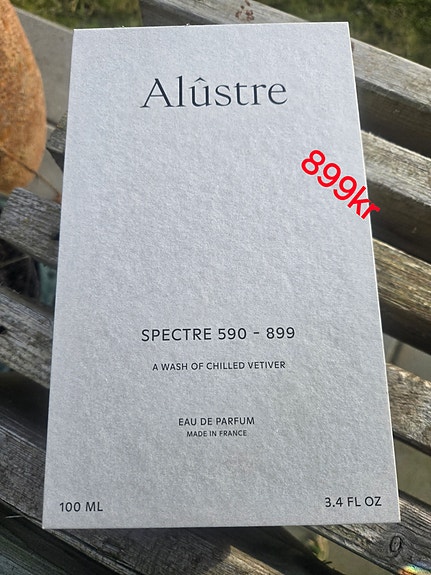 Alûstre
899kr
SPECTRE 590 - 899
A WASH OF CHILLED VETIVER
EAU DE PARFUM
MADE IN FRANCE
100 ML
3.4 FL OZ